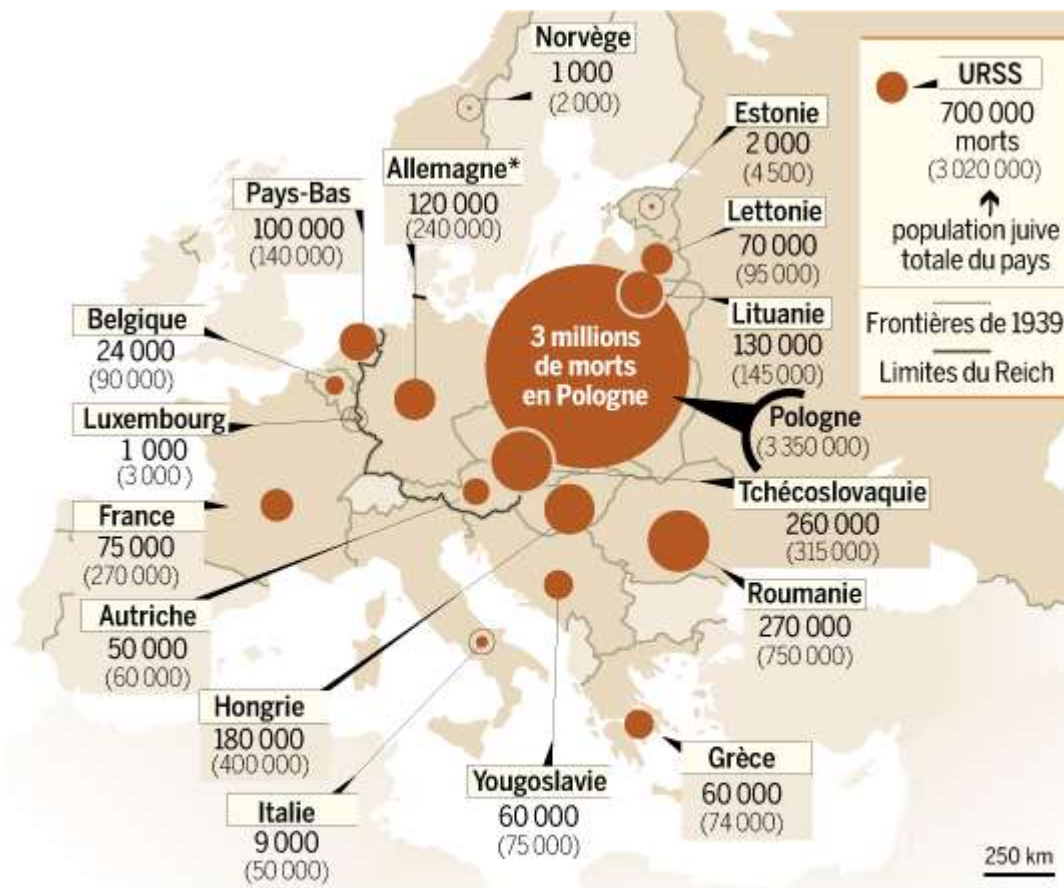 Norvège
1 000
(2 000)
URSS
700 000
morts
(3 020 000)
population juive
totale du pays
Frontières de 1939
Limites du Reich
Estonie
2 000
(4 500)
Allemagne*
120 000
(240 000)
Pays-Bas
100 000
(140 000)
Lettonie
70 000
(95 000)
Belgique
24 000
(90 000)
Lituanie
130 000
(145 000)
3 millions
de morts
en Pologne
Luxembourg
1 000
(3 000)
Pologne
(3 350 000)
Tchécoslovaquie
260 000
(315 000)
France
75 000
(270 000)
Roumanie
270 000
(750 000)
Autriche
50 000
(60 000)
Hongrie
180 000
(400 000)
Grèce
60 000
(74 000)
Yougoslavie
60 000
(75 000)
Italie
9 000
(50 000)
250 km